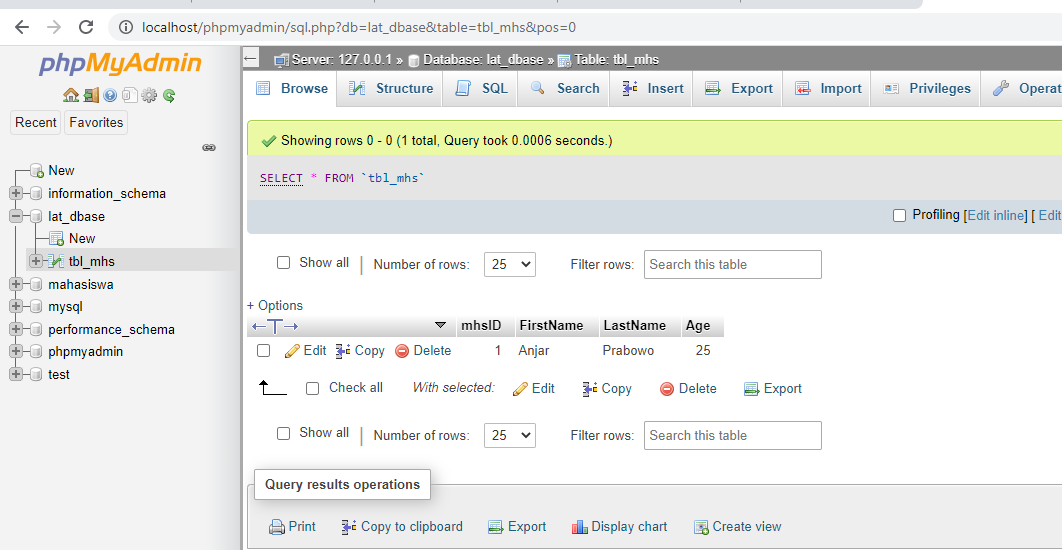 localhost/phpmyadmin/sql.php?db=lat_dbase&table=tbl_mhs&pos=0
phpMyAdmin
Recent Favorites
New
information_schema
lat_dbase
New
tbl_mhs
mahasiswa
mysql
performance_schema
phpmyadmin
test
Server: 127.0.0.1 » Database: lat_dbase » Table: tbl_mhs
Browse Structure SQL Search Insert Export Import Privileges Operat
Showing rows 0 - 0 (1 total, Query took 0.0006 seconds.)
SELECT * FROM `tbl_mhs`
Profiling [Edit inline] [ Edit
Show all | Number of rows: 25 Filter rows: Search this table
+ Options
←T→ mhsID FirstName LastName Age
Edit Copy Delete 1 Anjar Prabowo 25
Check all With selected: Edit Copy Delete Export
Show all | Number of rows: 25 Filter rows: Search this table
Query results operations
Print Copy to clipboard Export Display chart Create view